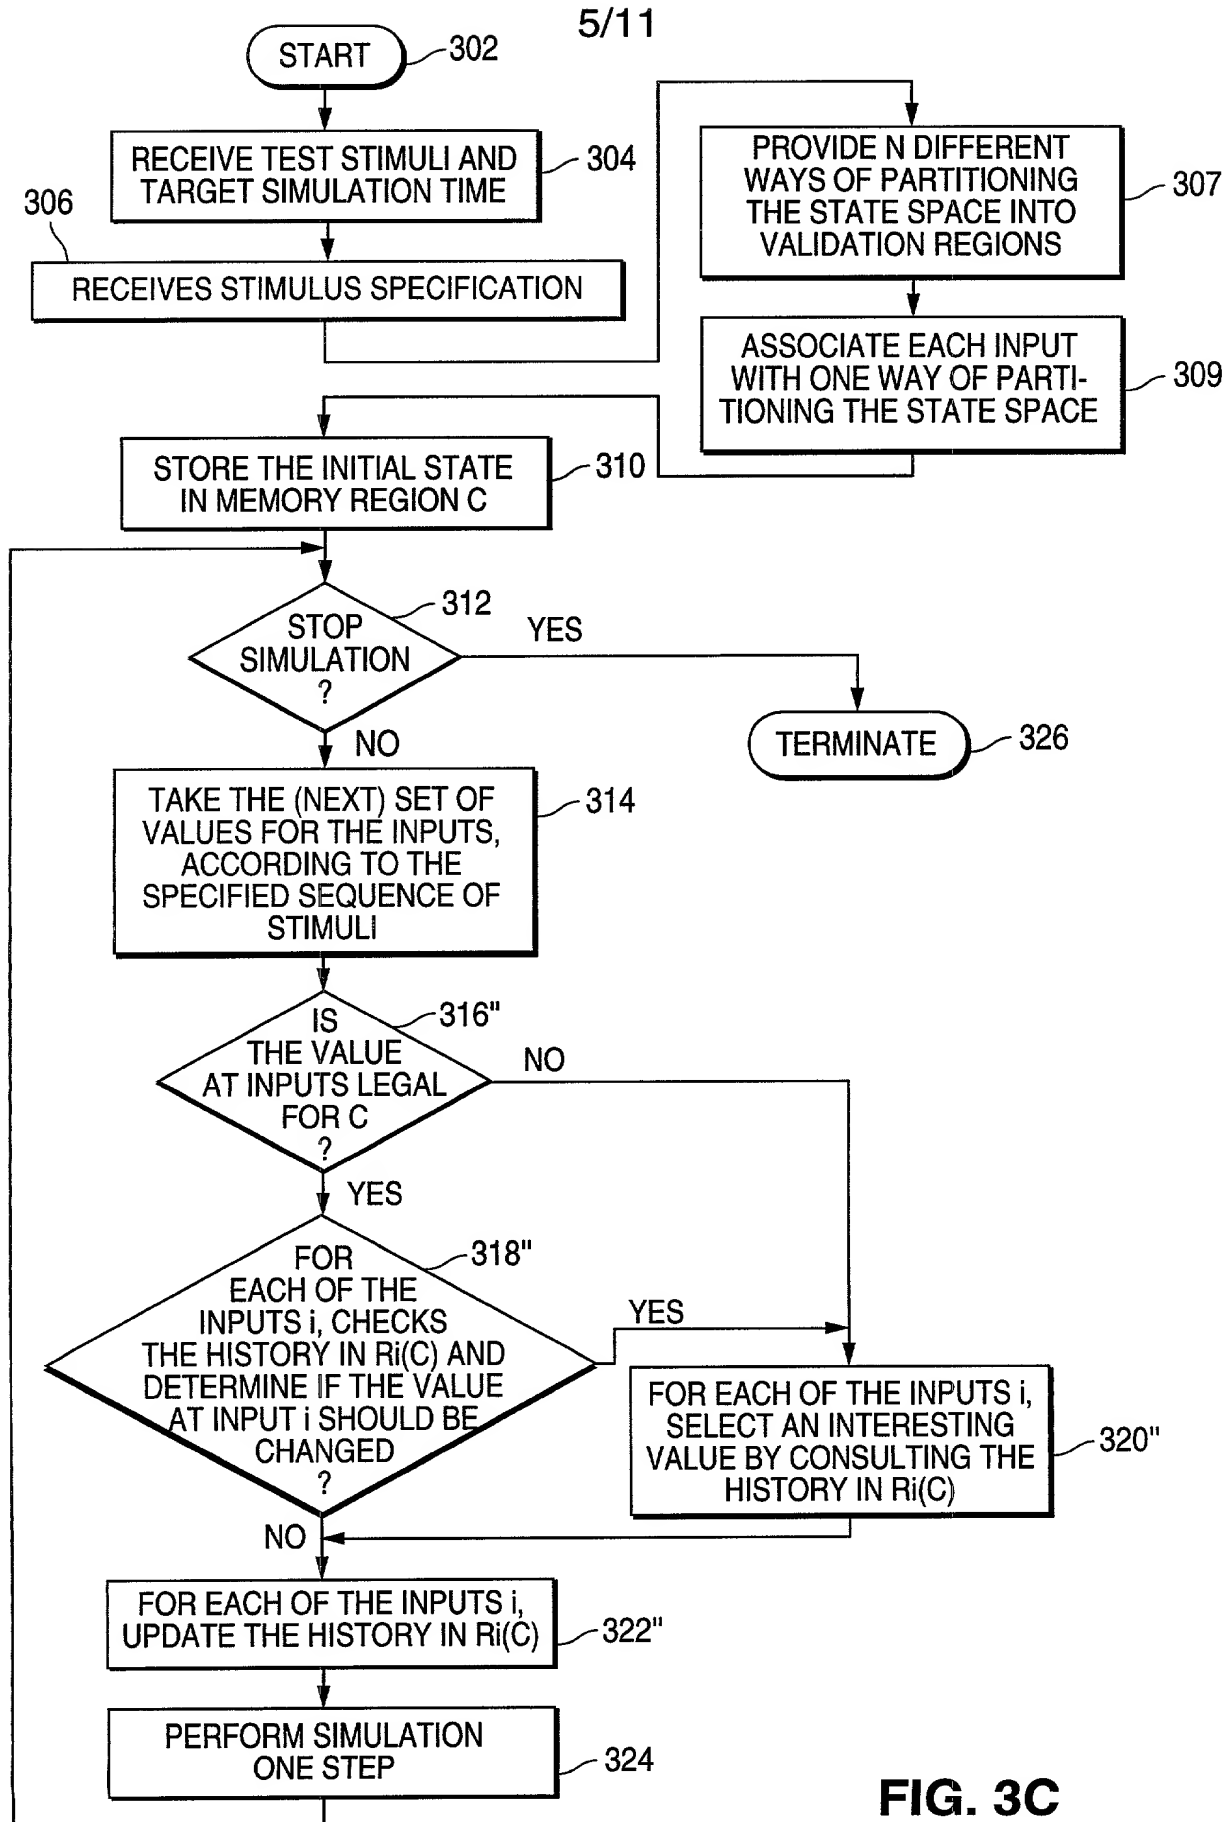 5/11
START
302
RECEIVE TEST STIMULI AND
TARGET SIMULATION TIME
304
306
RECEIVES STIMULUS SPECIFICATION
PROVIDE N DIFFERENT
WAYS OF PARTITIONING
THE STATE SPACE INTO
VALIDATION REGIONS
307
ASSOCIATE EACH INPUT
WITH ONE WAY OF PARTI-
TIONING THE STATE SPACE
309
STORE THE INITIAL STATE
IN MEMORY REGION C
310
STOP
SIMULATION
?
312
YES
TERMINATE
326
NO
TAKE THE (NEXT) SET OF
VALUES FOR THE INPUTS,
ACCORDING TO THE
SPECIFIED SEQUENCE OF
STIMULI
314
IS
THE VALUE
AT INPUTS LEGAL
FOR C
?
316"
NO
YES
FOR
EACH OF THE
INPUTS i, CHECKS
THE HISTORY IN Ri(C) AND
DETERMINE IF THE VALUE
AT INPUT i SHOULD BE
CHANGED
?
318"
YES
FOR EACH OF THE INPUTS i,
SELECT AN INTERESTING
VALUE BY CONSULTING THE
HISTORY IN Ri(C)
320"
NO
FOR EACH OF THE INPUTS i,
UPDATE THE HISTORY IN Ri(C)
322"
PERFORM SIMULATION
ONE STEP
324
FIG. 3C